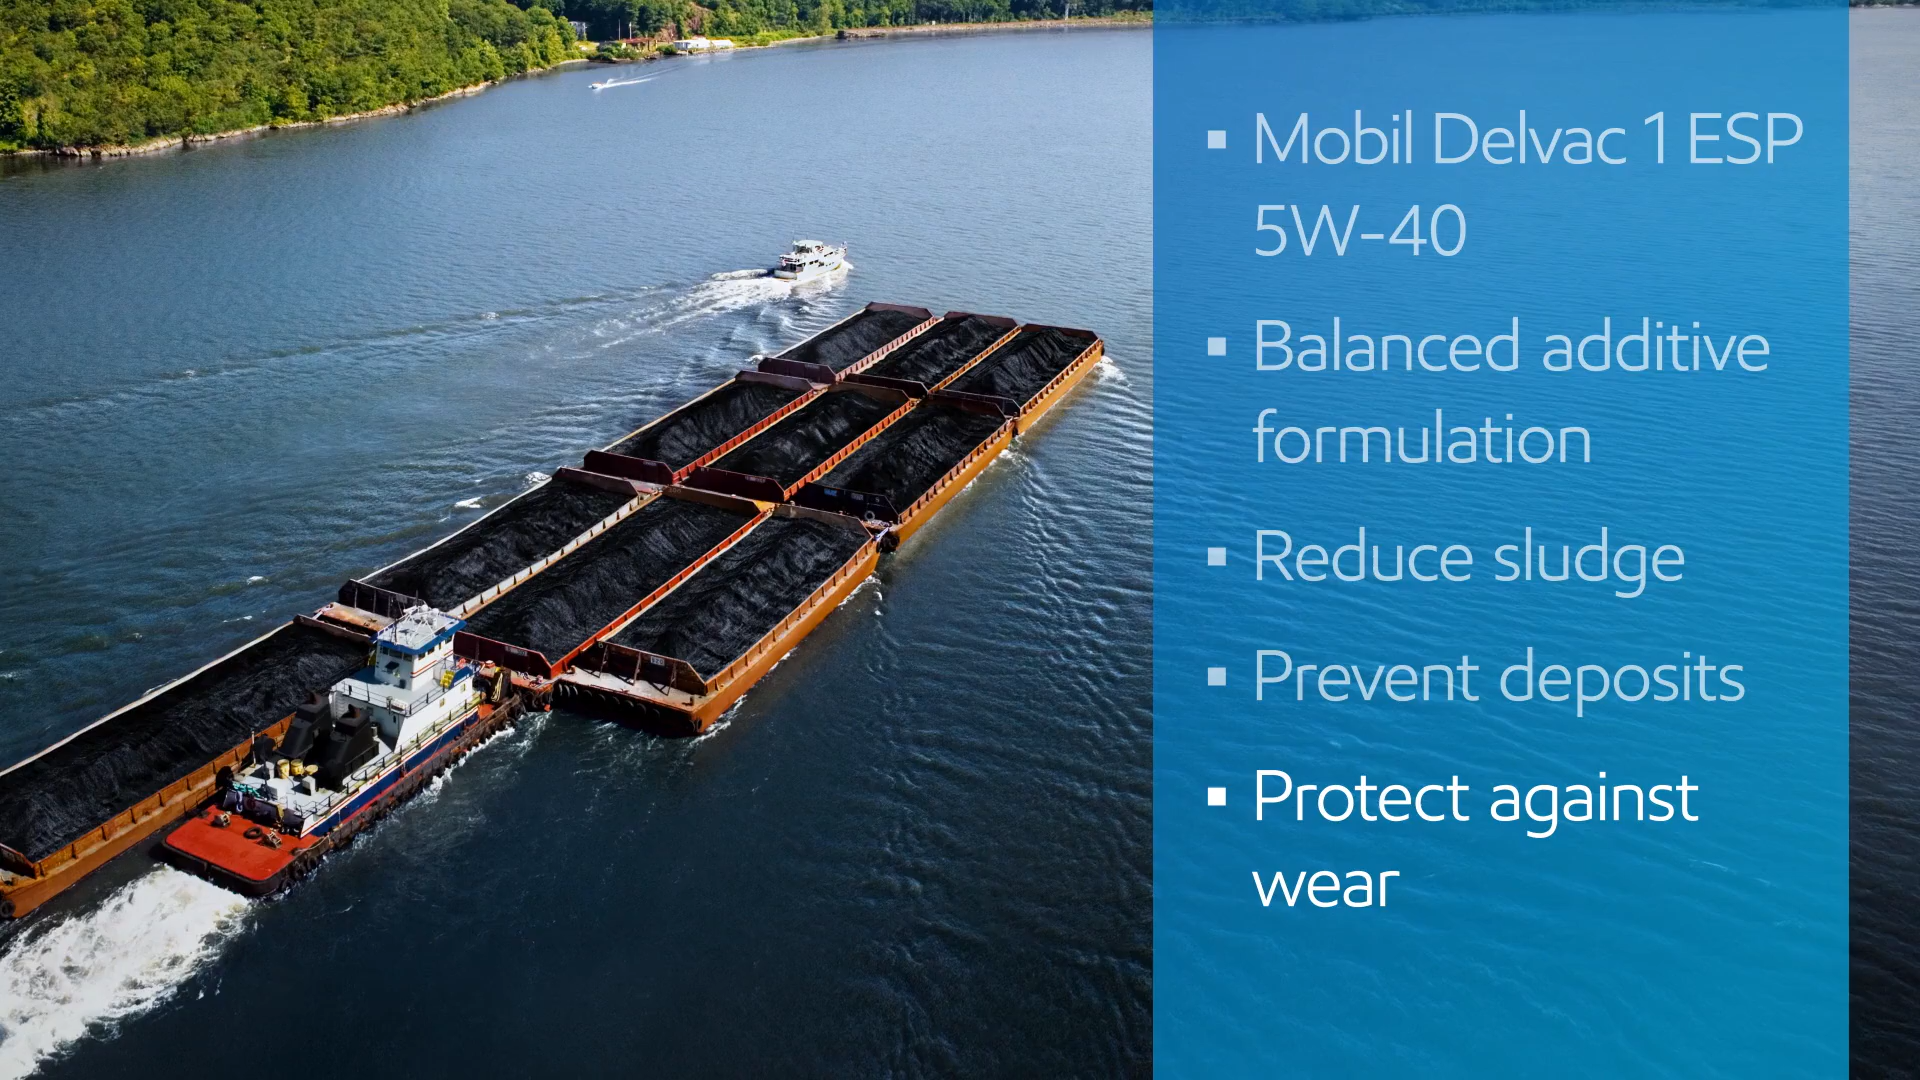 Mobil Delvac 1 ESP
5W-40
Balanced additive
formulation
Reduce sludge
Prevent deposits
Protect against
wear